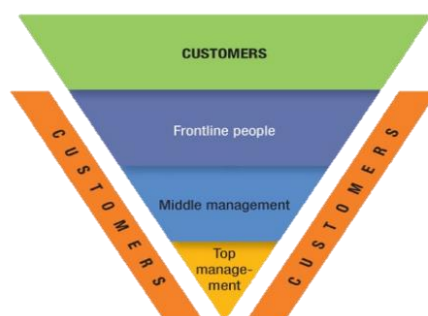 CUSTOMERS
Frontline people
Middle management
Top
manage-
ment
CUSTOMERS
CUSTOMERS